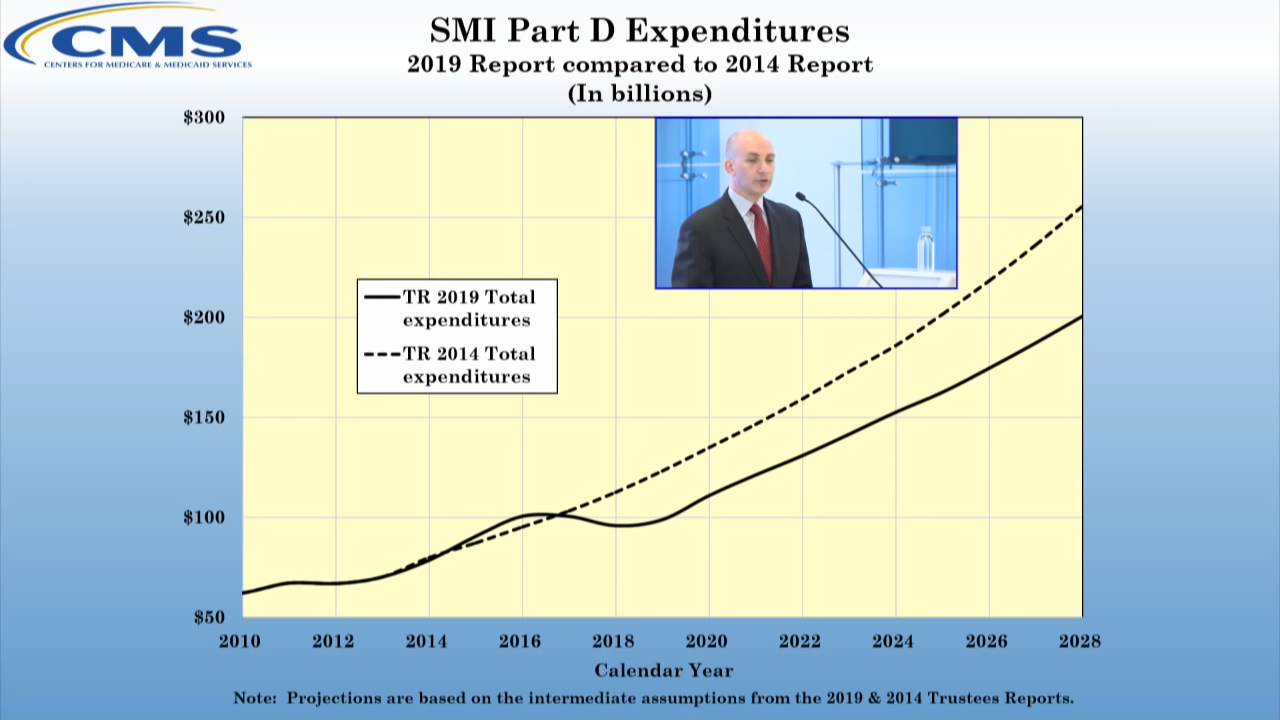 CMS
CENTERS FOR MEDICARE & MEDICAID SERVICES
SMI Part D Expenditures
2019 Report compared to 2014 Report
(In billions)
$300
$250
$200
$150
$100
$50
TR 2019 Total
expenditures
TR 2014 Total
expenditures
2010 2012 2014 2016 2018 2020 2022 2024 2026 2028
Calendar Year
Note: Projections are based on the intermediate assumptions from the 2019 & 2014 Trustees Reports.